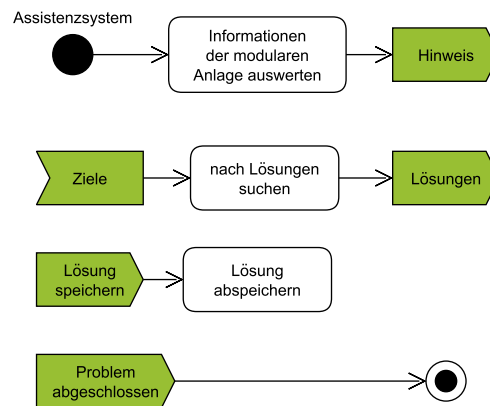 Assistenzsystem
Informationen
der modularen
Anlage auswerten
Hinweis
Ziele
nach Lösungen
suchen
Lösungen
Lösung
speichern
Lösung
abspeichern
Problem
abgeschlossen